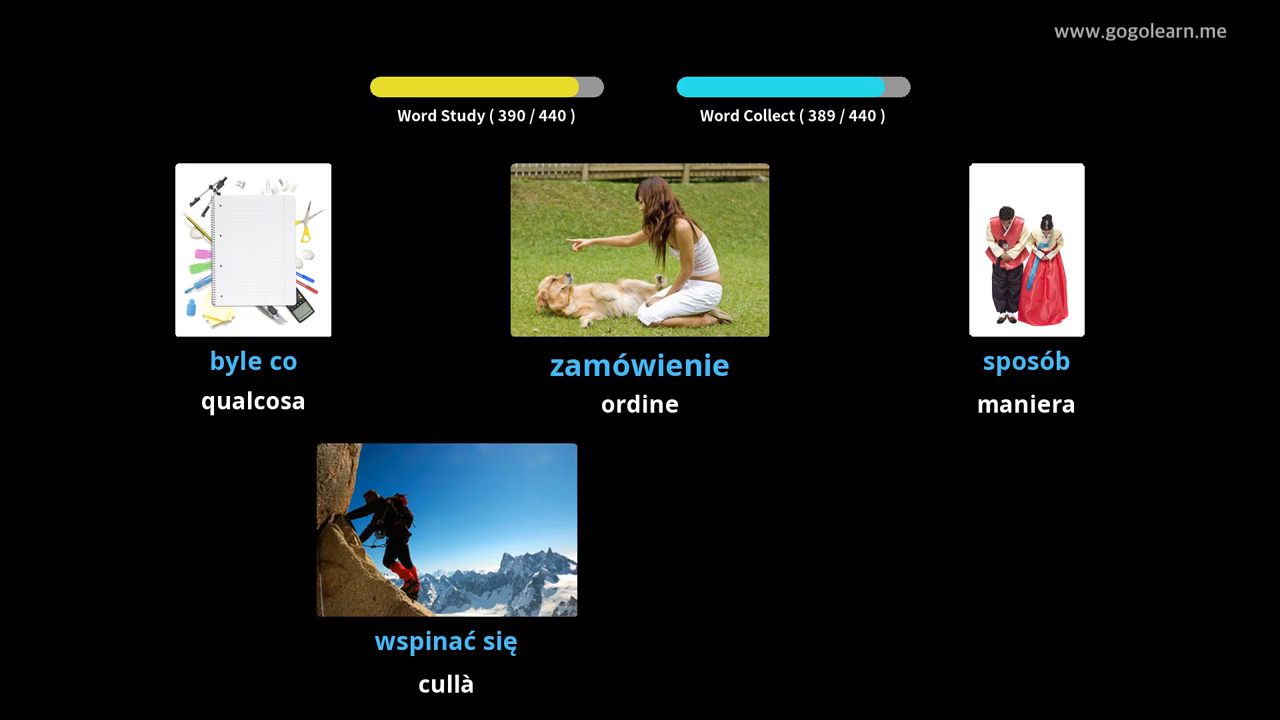 www.gogolearn.me
Word Study ( 390 / 440 )
Word Collect ( 389 / 440 )
byle co
qualcosa
zamówienie
ordine
sposób
maniera
wspinać się
cullà